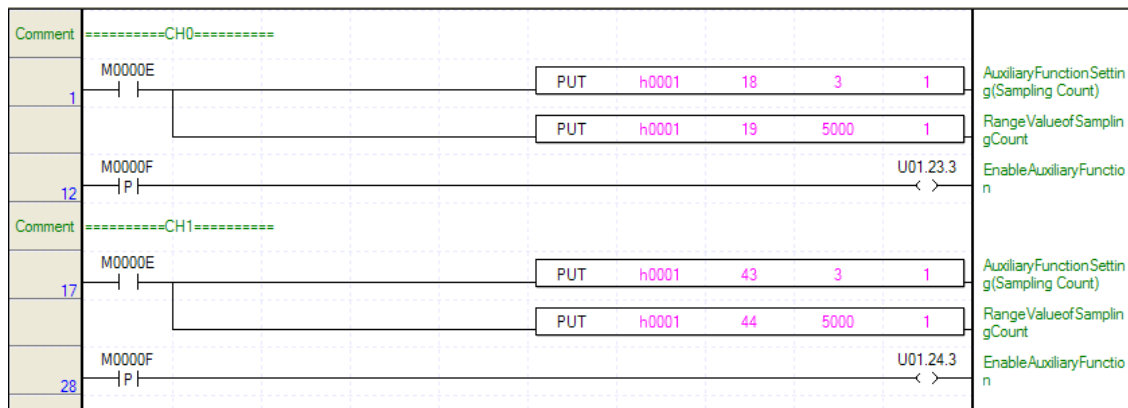 Comment ==========CH0==========
M0000E
1 PUT h0001 18 3 1 AuxiliaryFunctionSettin
g(Sampling Count)
PUT h0001 19 5000 1 RangeValueofSamplin
gCount
M0000F U01.23.3
12 P EnableAuxiliaryFunctio
n
Comment ==========CH1==========
M0000E
17 PUT h0001 43 3 1 AuxiliaryFunctionSettin
g(Sampling Count)
PUT h0001 44 5000 1 RangeValueofSamplin
gCount
M0000F U01.24.3
28 P EnableAuxiliaryFunctio
n